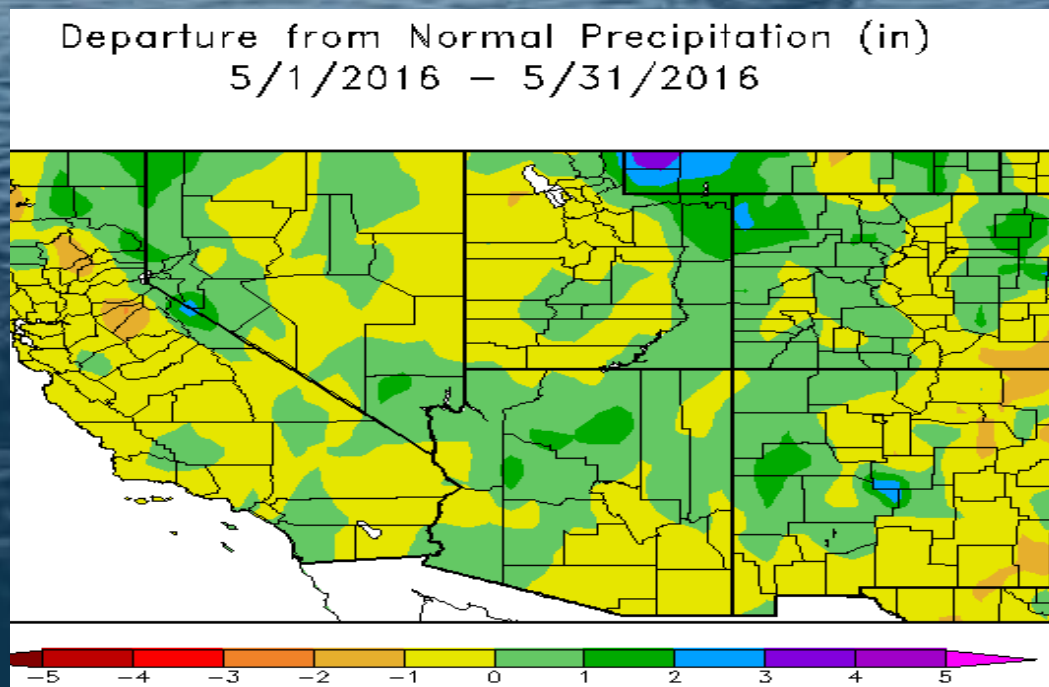 Departure from Normal Precipitation (in)
5/1/2016 – 5/31/2016
-5 -4 -3 -2 -1 0 1 2 3 4 5